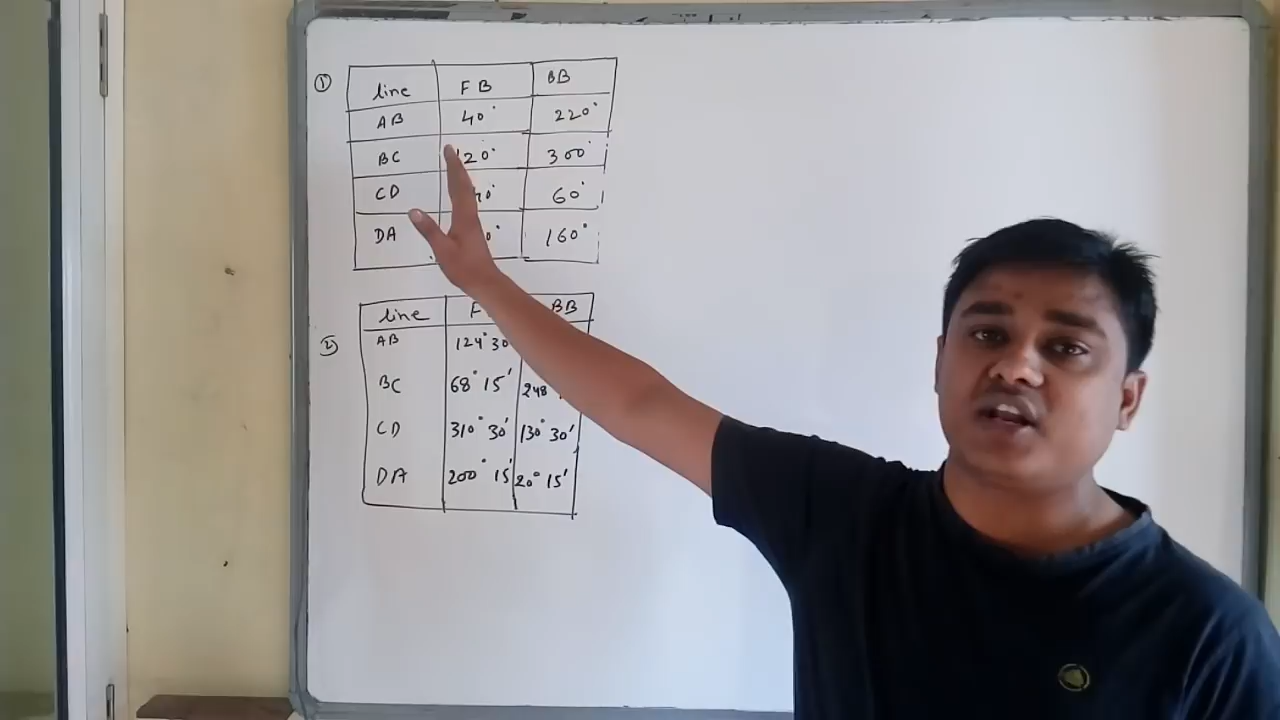 ① line FB BB
AB 40° 220°
BC 120° 300°
CD 60°
DA 160°
② line BB
AB 124° 30
BC 68° 15' 248
CD 310° 30' 130° 30'
DA 200° 15' 20° 15'